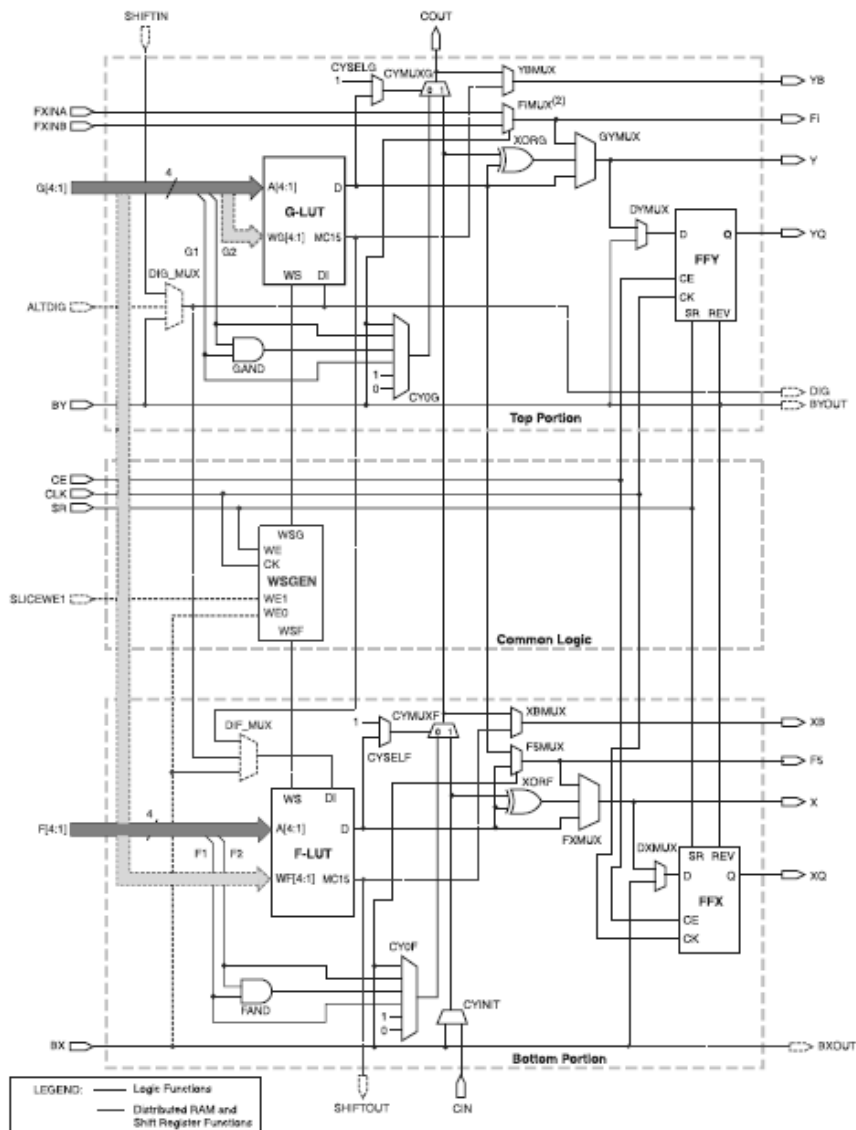 SHIFTIN
COUT
CYSELG
CYMUXG
YBMUX
YB
1
0 1
FXINA
FXINB
FiMUX(2)
Fi
XORG
GYMUX
Y
G[4:1]
4
A[4:1]
D
G-LUT
G1
G2
WG[4:1]
MC15
DYMUX
D
Q
YQ
FFY
CE
CK
SR
REV
WS
DI
DIG_MUX
ALTDIG
GAND
1
0
CY0G
DIG
BY
BYOUT
Top Portion
CE
CLK
SR
WSG
WE
CK
WSGEN
SLICEWE1
WE1
WE0
WSF
Common Logic
DIF_MUX
1
CYMUXF
0 1
CYSELF
XBMUX
XB
F5MUX
F5
XORF
FXMUX
X
WS
DI
F[4:1]
4
A[4:1]
D
F-LUT
F1
F2
WF[4:1]
MC15
DXMUX
SR
REV
D
Q
XQ
FFX
CE
CK
CY0F
FAND
1
0
CYINIT
BX
BXOUT
Bottom Portion
SHIFTOUT
CIN
LEGEND:
Logic Functions
Distributed RAM and
Shift Register Functions